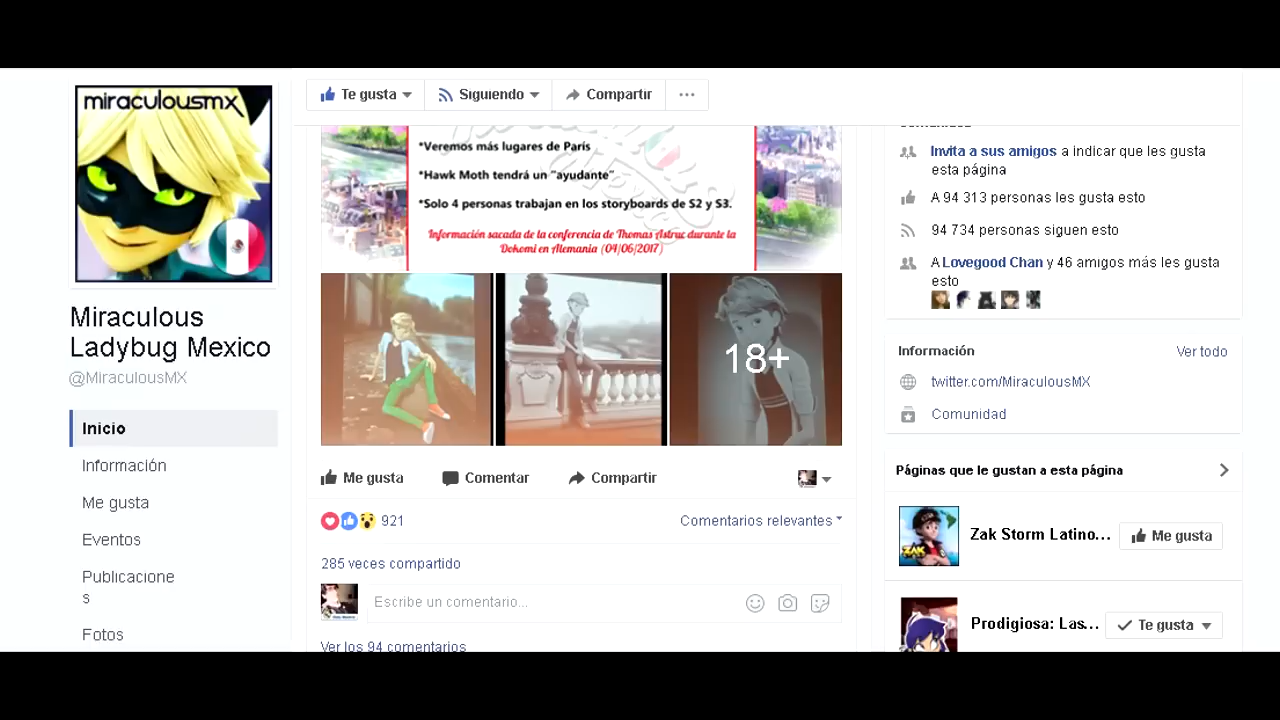 miraculousmx
Miraculous
Ladybug Mexico
@MiraculousMX
Inicio
Información
Me gusta
Eventos
Publicacione
s
Fotos
Te gusta
Siguiendo
Compartir
*Veremos más lugares de París
*Hawk Moth tendrá un "ayudante"
*Solo 4 personas trabajan en los storyboards de S2 y S3.
Información sacada de la conferencia de Thomas Astruc durante la
Dokomi en Alemania (04/06/2017)
18+
Me gusta
Comentar
Compartir
921
Comentarios relevantes
285 veces compartido
Escribe un comentario...
Ver los 94 comentarios
Invita a sus amigos a indicar que les gusta
esta página
A 94 313 personas les gusta esto
94 734 personas siguen esto
A Lovegood Chan y 46 amigos más les gusta
esto
Información
Ver todo
twitter.com/MiraculousMX
Comunidad
Páginas que le gustan a esta página
ZAK
Zak Storm Latino...
Me gusta
Prodigiosa: Las...
Te gusta